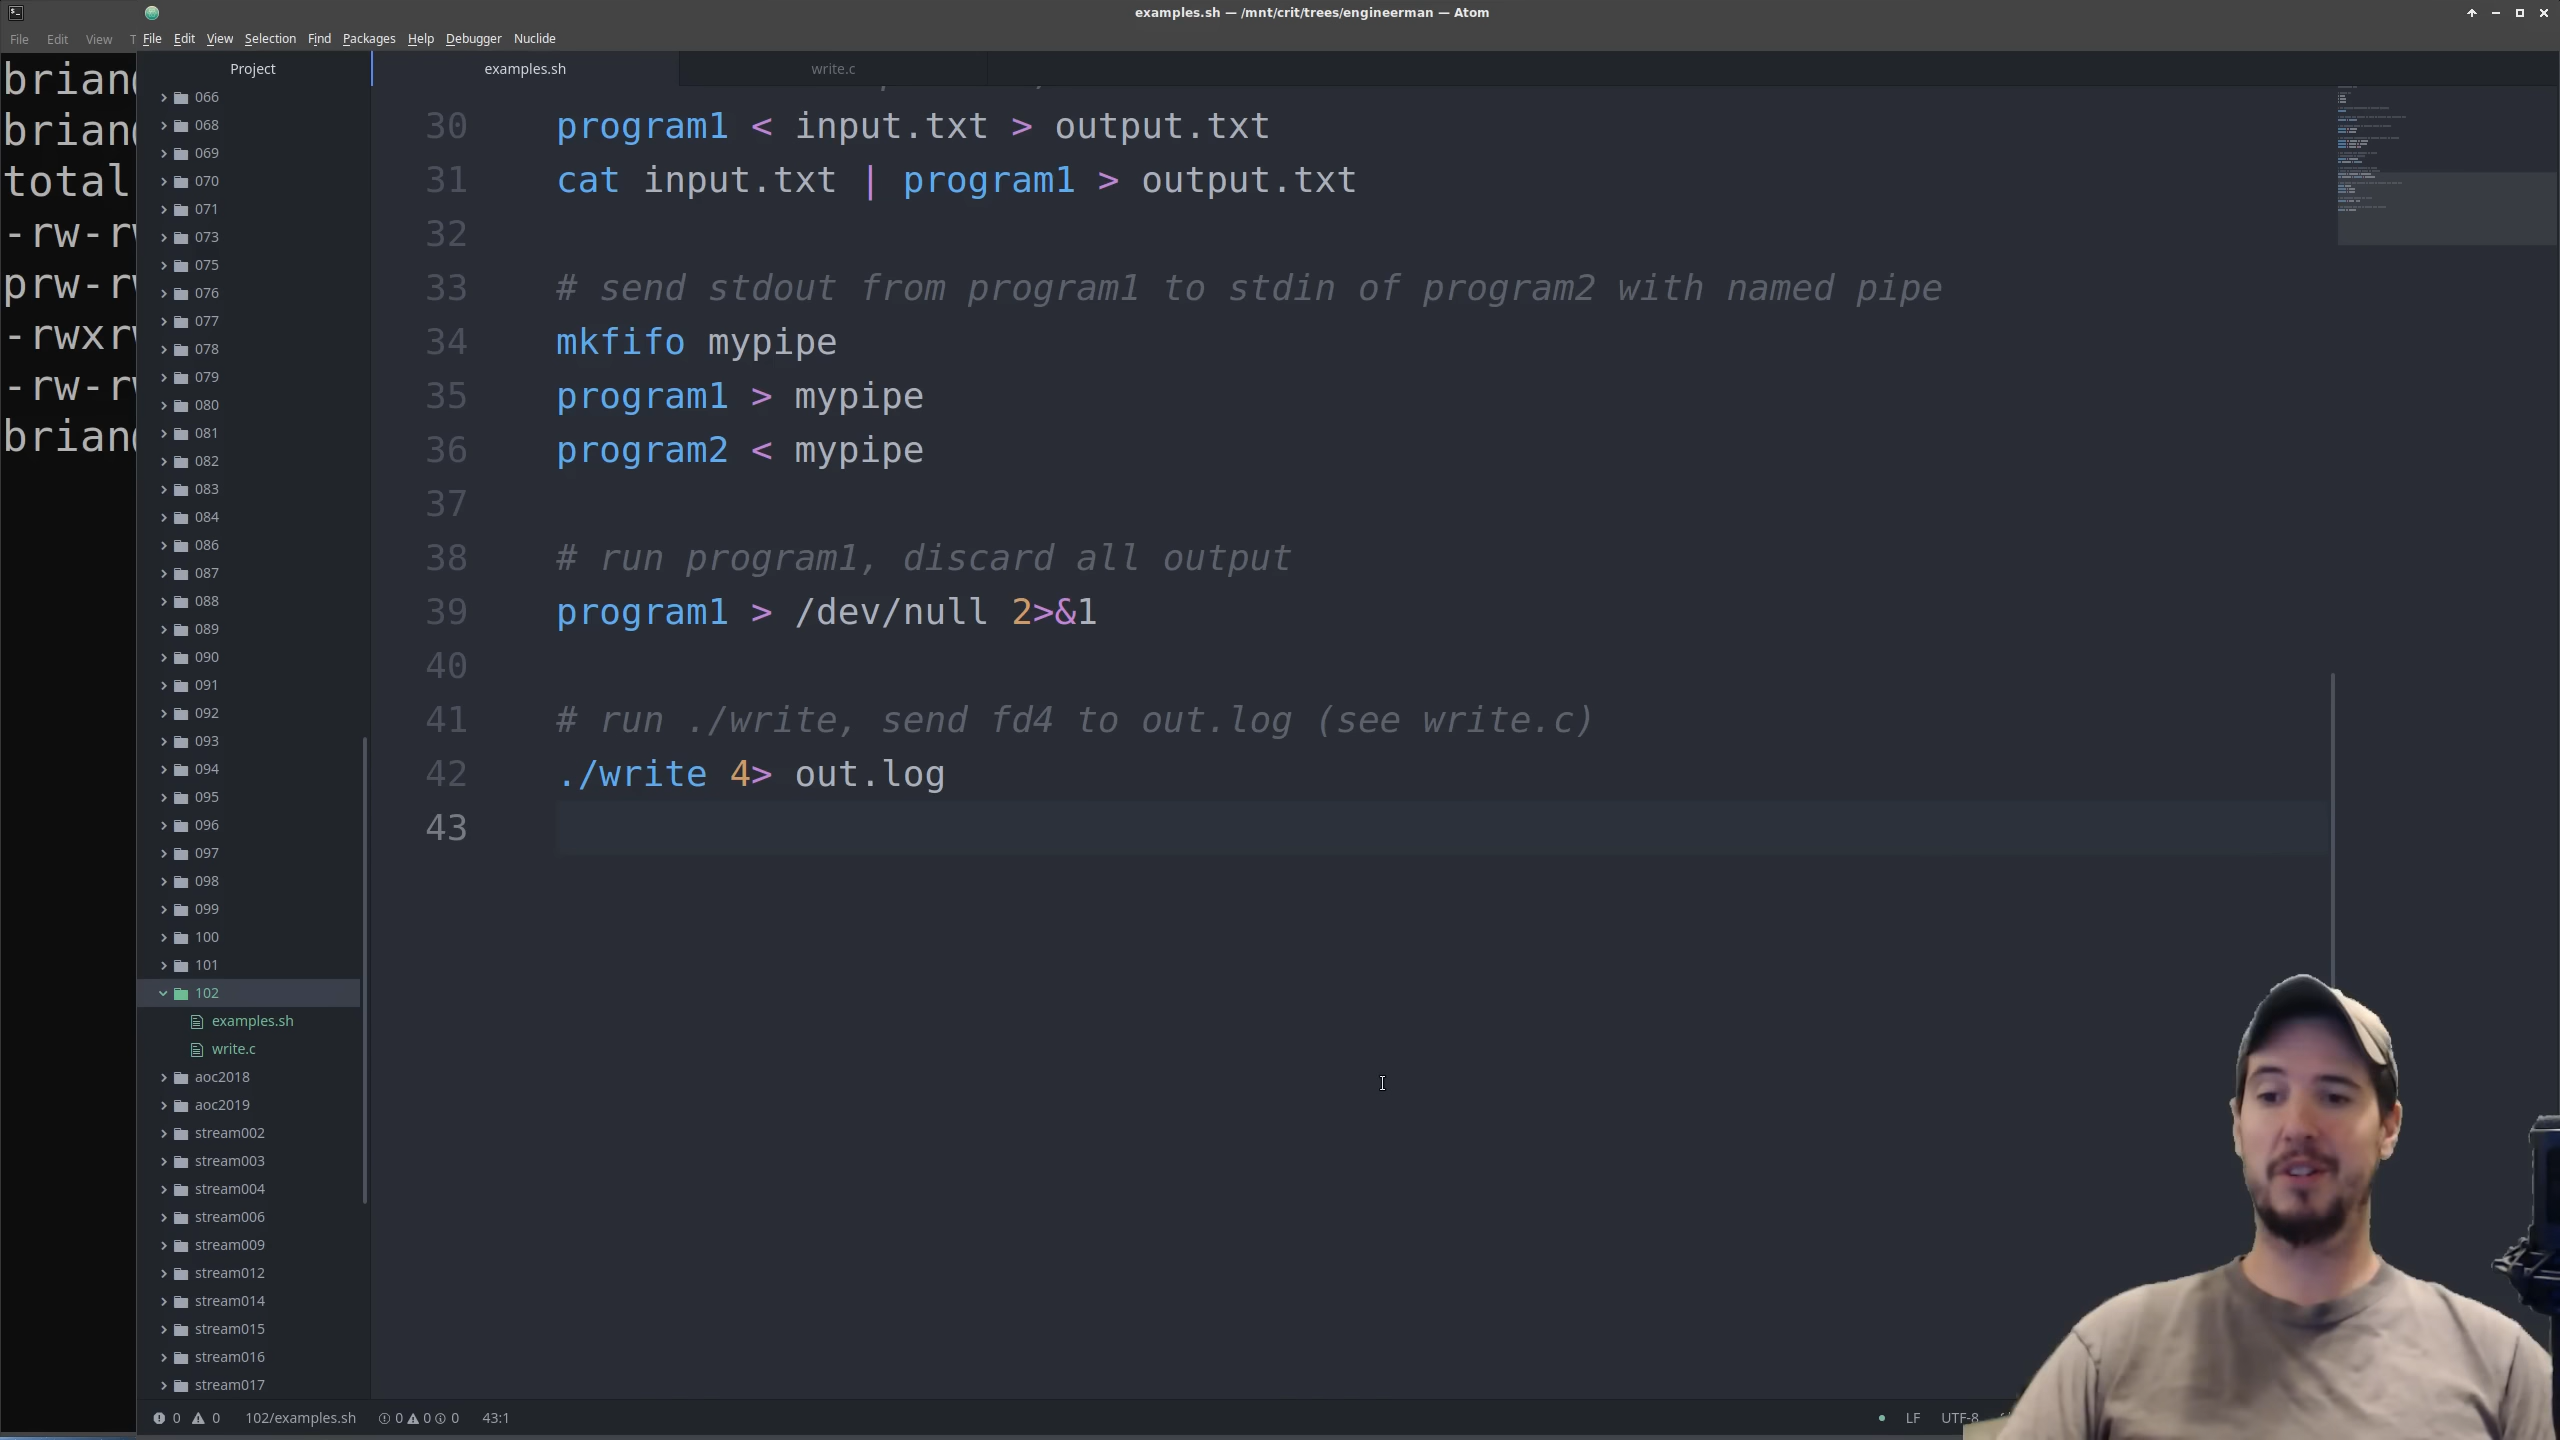 examples.sh — /mnt/crit/trees/engineerman — Atom
File Edit View T
File Edit View Selection Find Packages Help Debugger Nuclide
brian@
brian@
total
-rw-rw
prw-rw
-rwxrw
-rw-rw
brian@
Project
066
068
069
070
071
073
075
076
077
078
079
080
081
082
083
084
086
087
088
089
090
091
092
093
094
095
096
097
098
099
100
101
102
examples.sh
write.c
aoc2018
aoc2019
stream002
stream003
stream004
stream006
stream009
stream012
stream014
stream015
stream016
stream017
examples.sh write.c
30 program1 < input.txt > output.txt
31 cat input.txt | program1 > output.txt
32
33 # send stdout from program1 to stdin of program2 with named pipe
34 mkfifo mypipe
35 program1 > mypipe
36 program2 < mypipe
37
38 # run program1, discard all output
39 program1 > /dev/null 2>&1
40
41 # run ./write, send fd4 to out.log (see write.c)
42 ./write 4> out.log
43
0 0 102/examples.sh 0 0 0 43:1 LF UTF-8